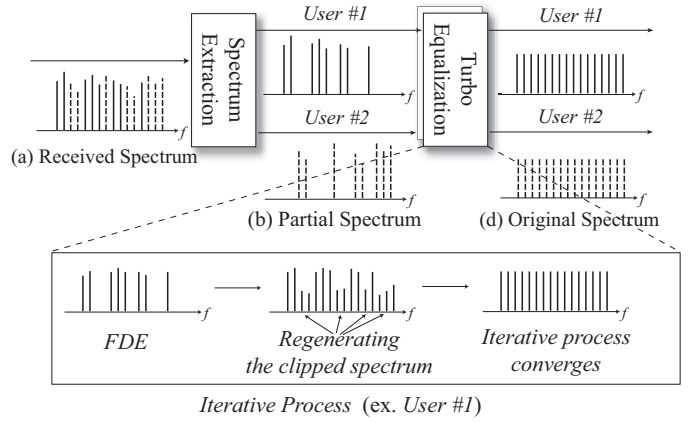 User #1
User #1
Spectrum
Extraction
Turbo
Equalization
f
f
f
User #2
User #2
(a) Received Spectrum
f
f
(b) Partial Spectrum
(d) Original Spectrum
f
f
f
FDE
Regenerating
the clipped spectrum
Iterative process
converges
Iterative Process (ex. User #1)